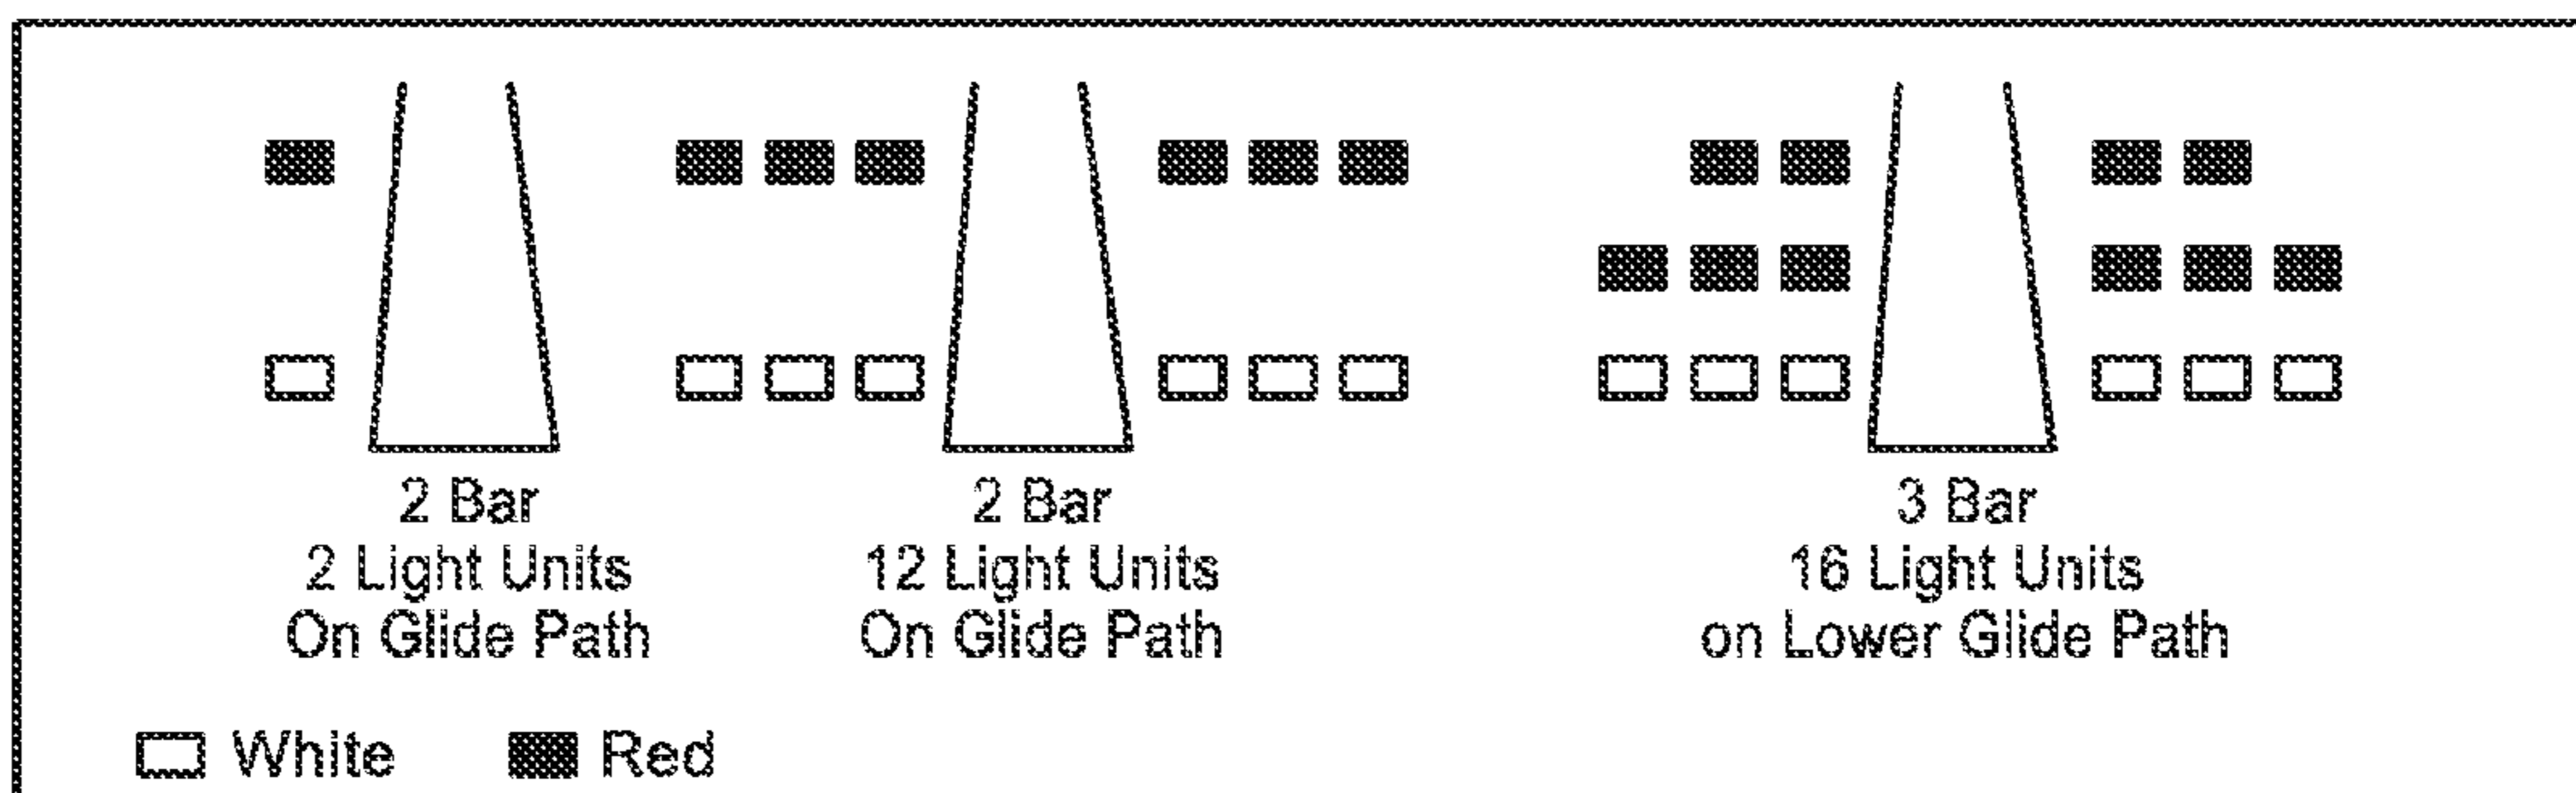 2 Bar
2 Light Units
On Glide Path
2 Bar
12 Light Units
On Glide Path
3 Bar
16 Light Units
on Lower Glide Path
White
Red